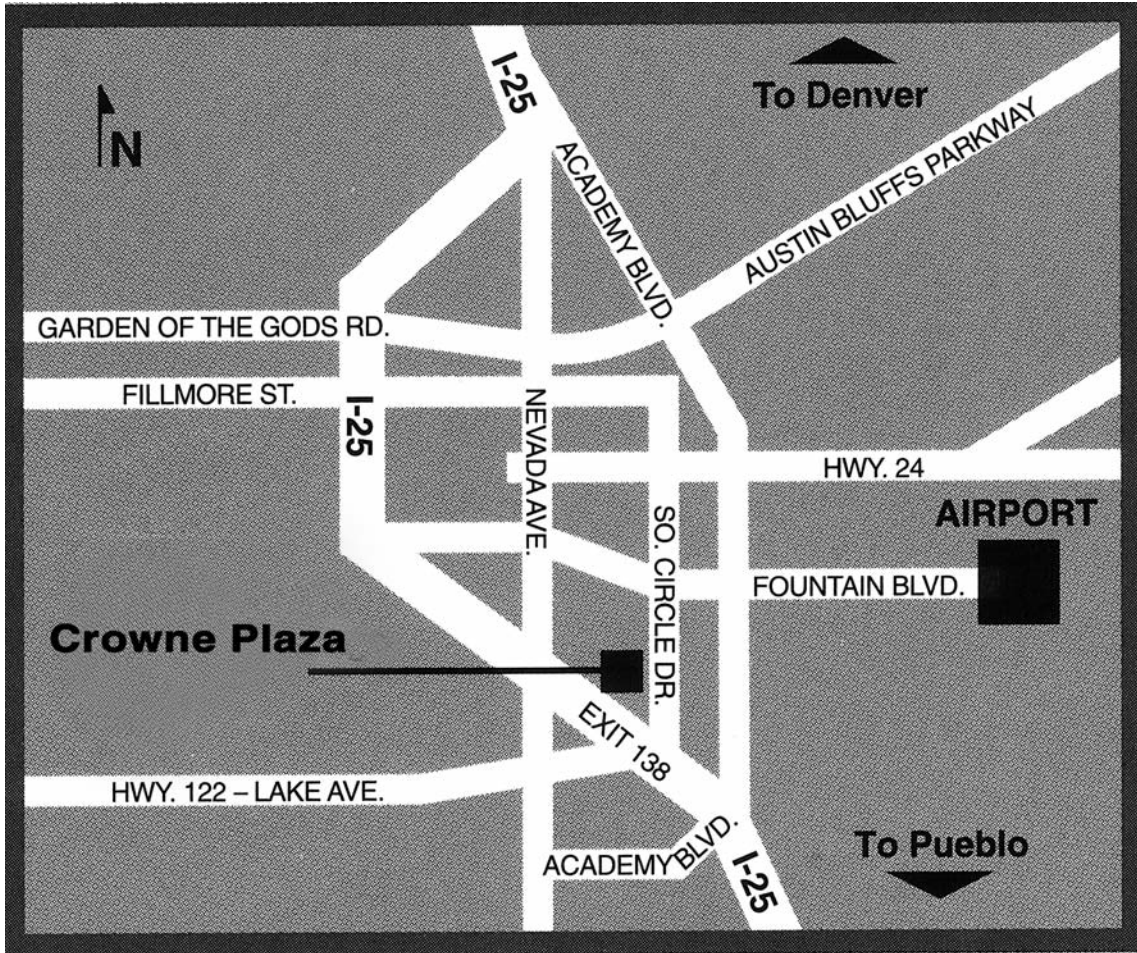 I-25
To Denver
N
ACADEMY BLVD.
AUSTIN BLUFFS PARKWAY
GARDEN OF THE GODS RD.
FILLMORE ST.
I-25
NEVADA AVE.
HWY. 24
SO. CIRCLE DR.
AIRPORT
FOUNTAIN BLVD.
Crowne Plaza
EXIT 138
HWY. 122 – LAKE AVE.
ACADEMY BLVD.
To Pueblo
I-25